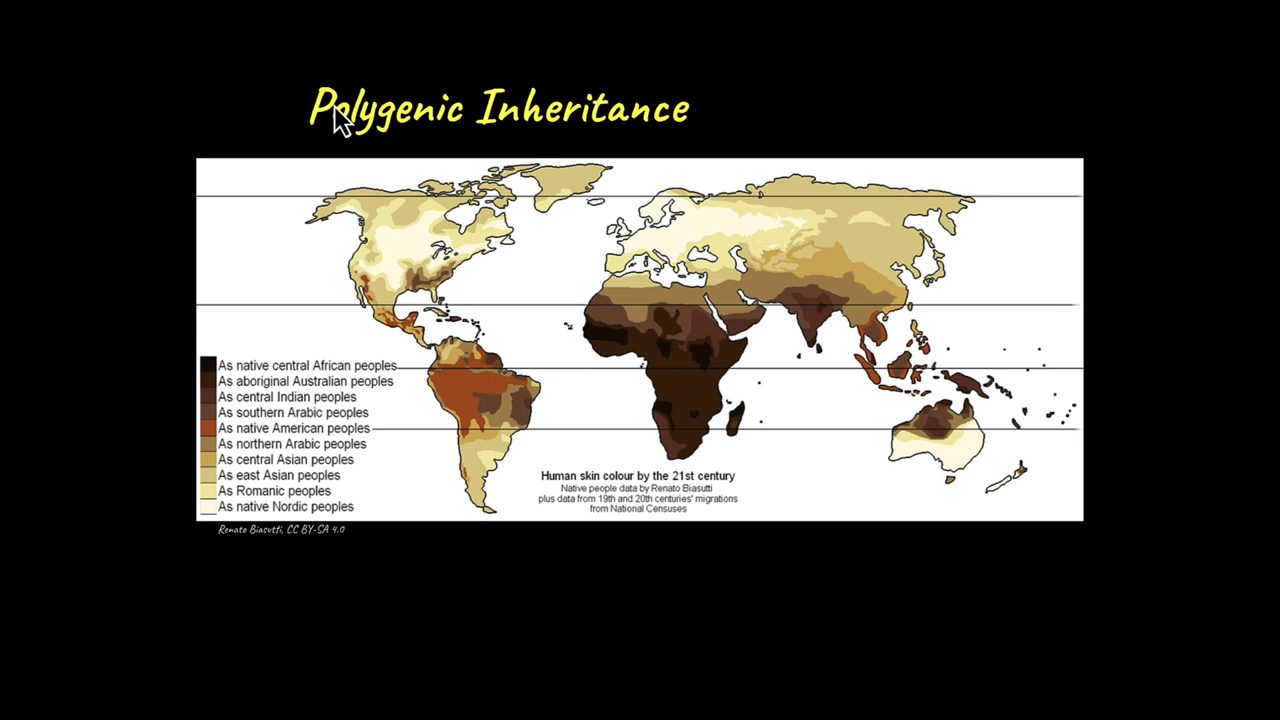 Polygenic Inheritance
As native central African peoples
As aboriginal Australian peoples
As central Indian peoples
As southern Arabic peoples
As native American peoples
As northern Arabic peoples
As central Asian peoples
As east Asian peoples
As Romanic peoples
As native Nordic peoples
Human skin colour by the 21st century
Native people data by Renato Biasutti
plus data from 19th and 20th centuries' migrations
from National Censuses
Renato Biasutti, CC BY-SA 4.0